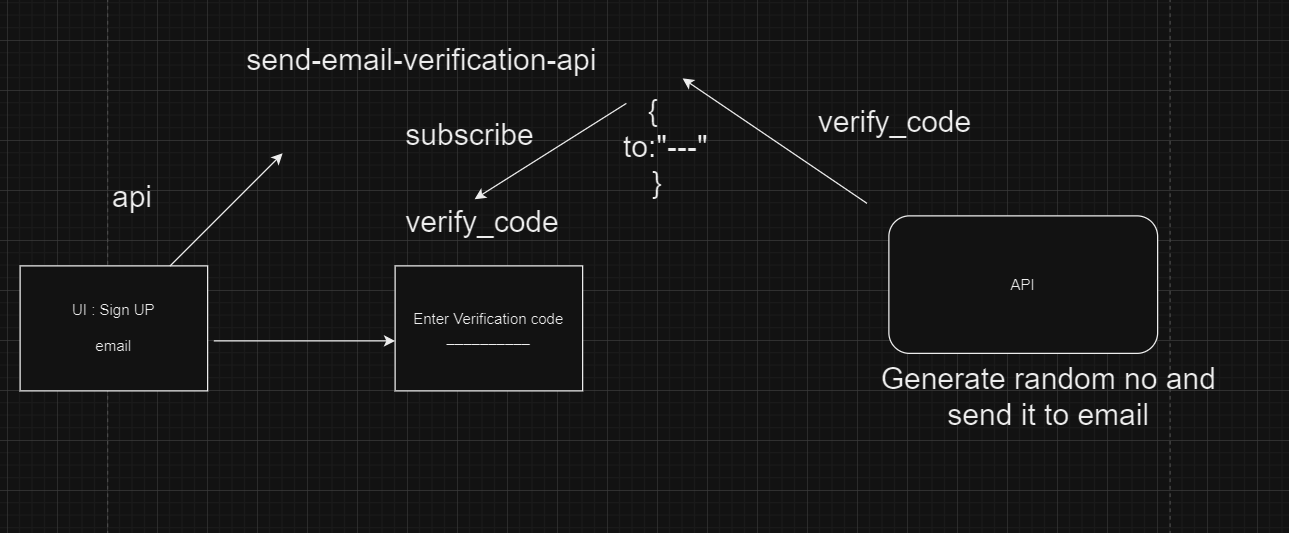 send-email-verification-api
{
to:"---"
}
verify_code
subscribe
api
verify_code
UI : Sign UP
email
Enter Verification code
___________
API
Generate random no and
send it to email